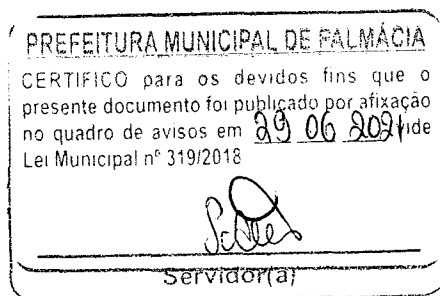 PREFEITURA MUNICIPAL DE PALMÁCIA
CERTIFICO para os devidos fins que o
presente documento foi publicado por afixação
no quadro de avisos em 29 06 2021 vide
Lei Municipal nº 319/2018
Servidor(a)